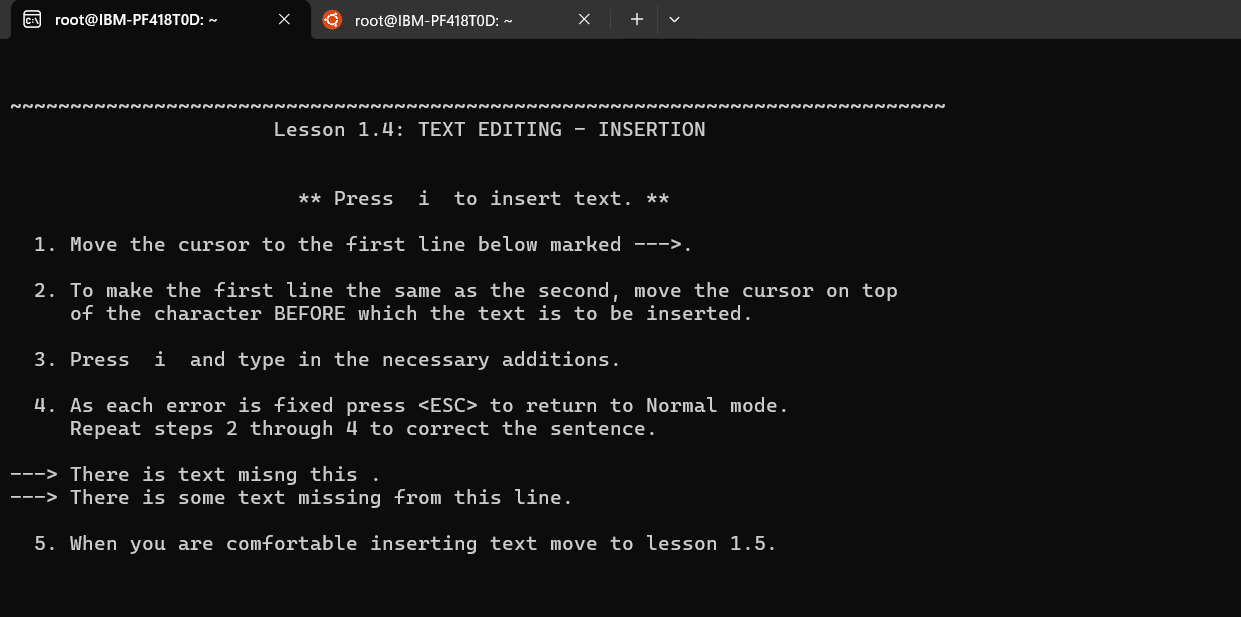 root@IBM-PF418T0D: ~
root@IBM-PF418T0D: ~
~~~~~~~~~~~~~~~~~~~~~~~~~~~~~~~~~~~~~~~~~~~~~~~~~~~~~~~~~~~~~~~~~~~~~~~~~~~~~~
Lesson 1.4: TEXT EDITING - INSERTION
** Press  i  to insert text. **
1. Move the cursor to the first line below marked --->.
2. To make the first line the same as the second, move the cursor on top
of the character BEFORE which the text is to be inserted.
3. Press  i  and type in the necessary additions.
4. As each error is fixed press <ESC> to return to Normal mode.
Repeat steps 2 through 4 to correct the sentence.
---> There is text misng this .
---> There is some text missing from this line.
5. When you are comfortable inserting text move to lesson 1.5.